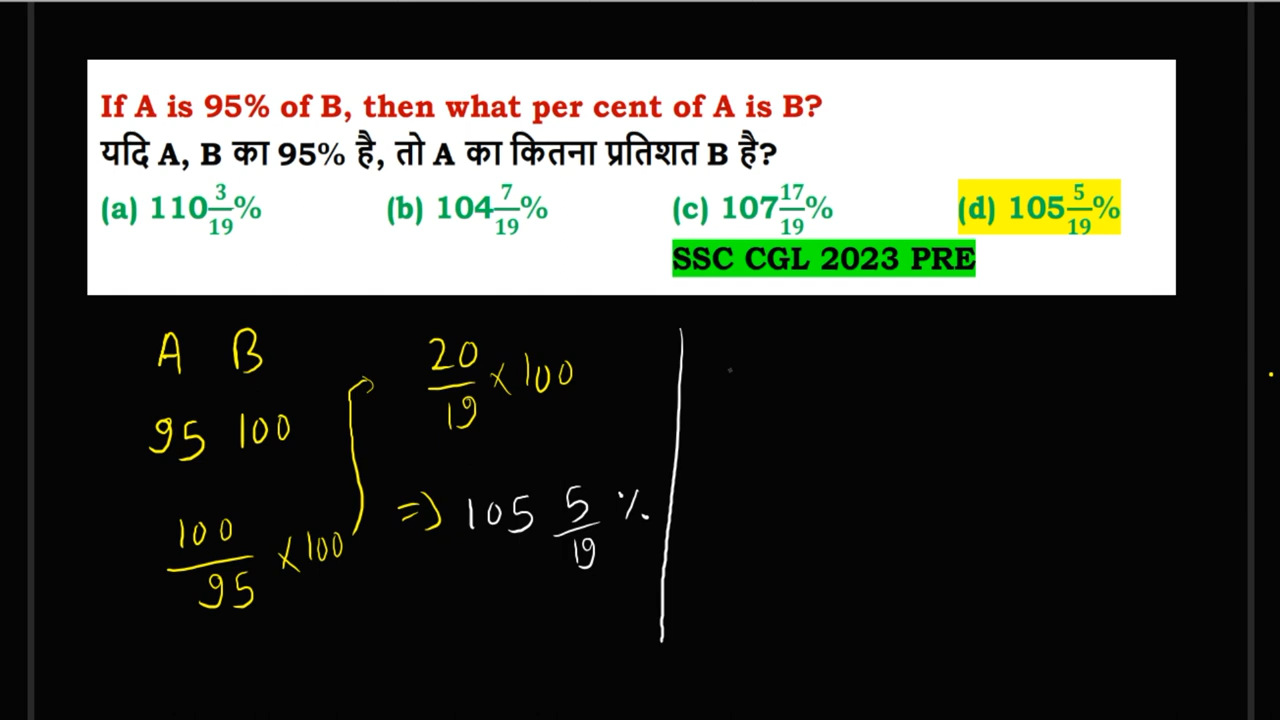 If A is 95% of B, then what per cent of A is B?
यदि A, B का 95% है, तो A का कितना प्रतिशत B है?
(a) 110 3/19% (b) 104 7/19% (c) 107 17/19% (d) 105 5/19%
SSC CGL 2023 PRE
A B
95 100
100/95 × 100
20/19 × 100
=> 105 5/19 %